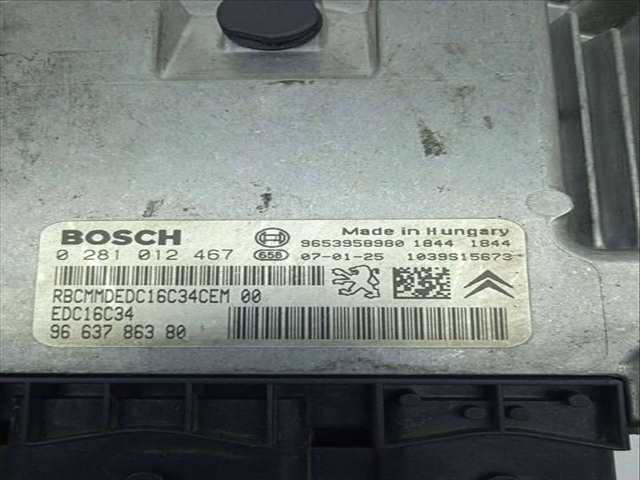 BOSCH Made in Hungary
0 281 012 467 9653958980 1844 1844
658 07-01-25 1039S15673
RBCMMDEDC16C34CEM 00
EDC16C34
96 637 863 80